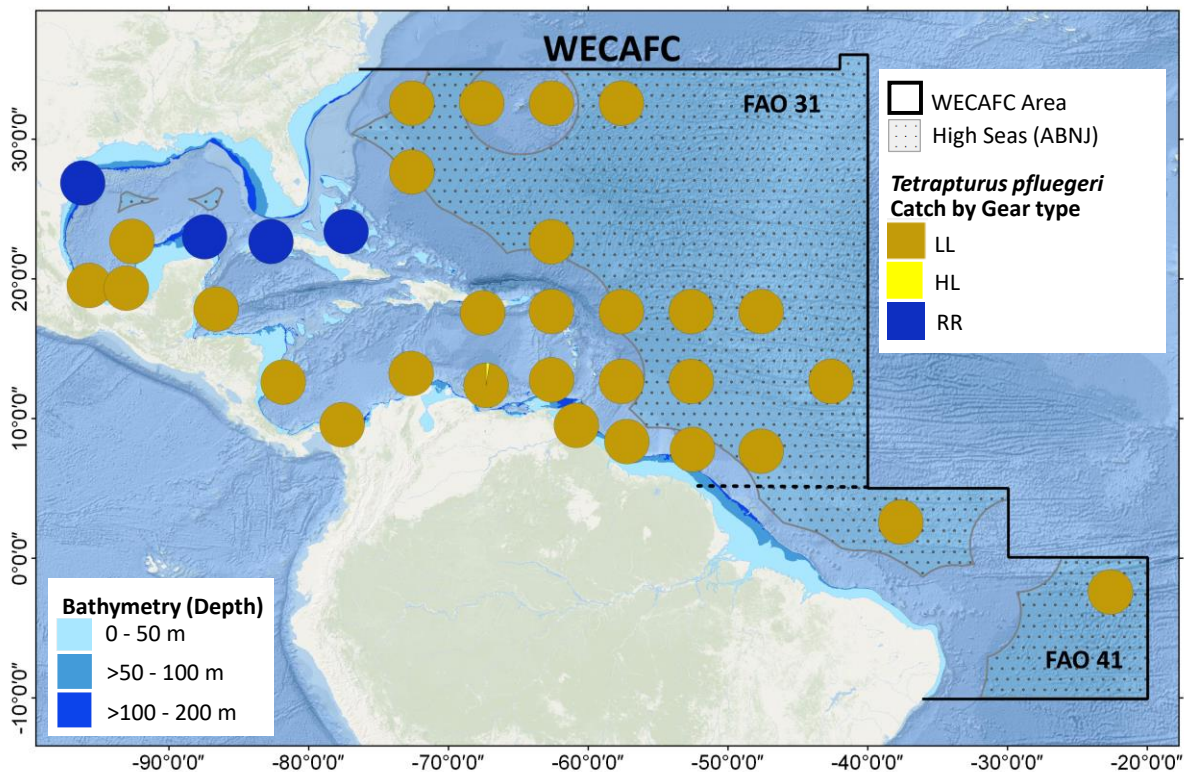 WECAFC
FAO 31
WECAFC Area
High Seas (ABNJ)
Tetrapturus pfluegeri
Catch by Gear type
LL
HL
RR
30°0'0"
20°0'0"
10°0'0"
0°0'0"
-10°0'0"
Bathymetry (Depth)
0 - 50 m
>50 - 100 m
>100 - 200 m
FAO 41
-90°0'0"
-80°0'0"
-70°0'0"
-60°0'0"
-50°0'0"
-40°0'0"
-30°0'0"
-20°0'0"